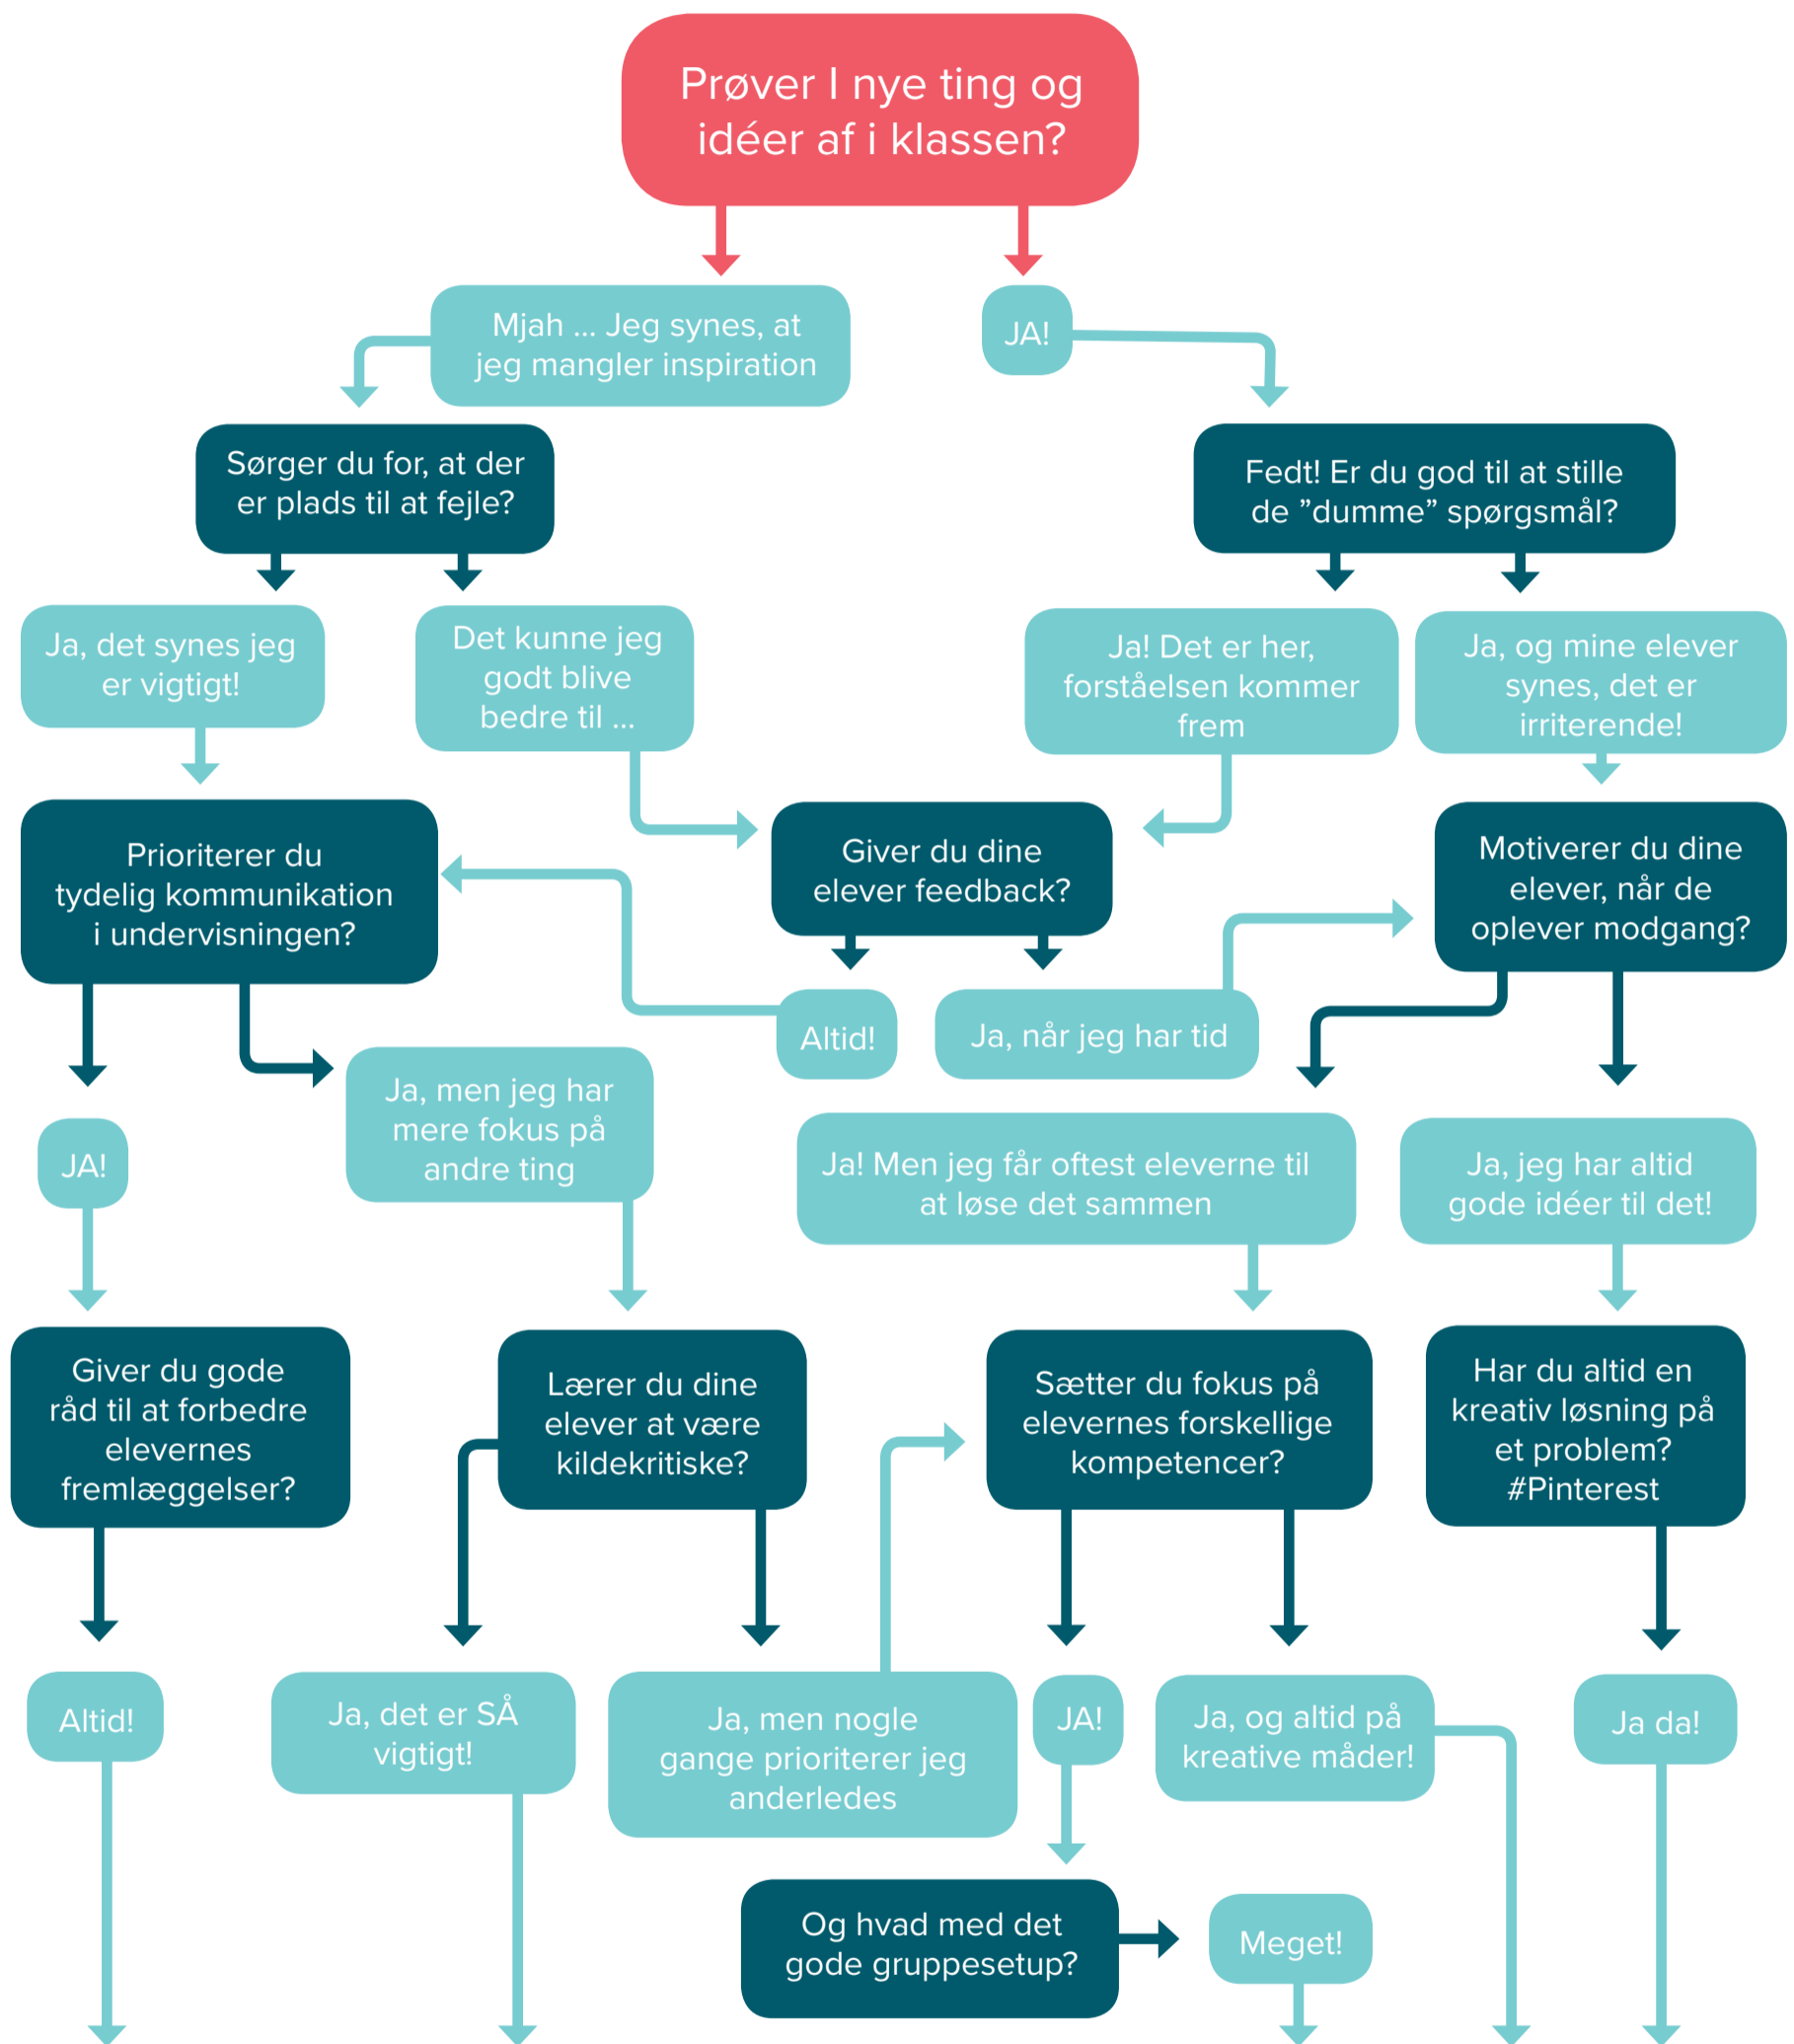 Prøver I nye ting og
idéer af i klassen?
Mjah ... Jeg synes, at
jeg mangler inspiration
JA!
Sørger du for, at der
er plads til at fejle?
Fedt! Er du god til at stille
de ”dumme” spørgsmål?
Ja, det synes jeg
er vigtigt!
Det kunne jeg
godt blive
bedre til ...
Ja! Det er her,
forståelsen kommer
frem
Ja, og mine elever
synes, det er
irriterende!
Prioriterer du
tydelig kommunikation
i undervisningen?
Giver du dine
elever feedback?
Motiverer du dine
elever, når de
oplever modgang?
Altid!
Ja, når jeg har tid
JA!
Ja, men jeg har
mere fokus på
andre ting
Ja! Men jeg får oftest eleverne til
at løse det sammen
Ja, jeg har altid
gode idéer til det!
Giver du gode
råd til at forbedre
elevernes
fremlæggelser?
Lærer du dine
elever at være
kildekritiske?
Sætter du fokus på
elevernes forskellige
kompetencer?
Har du altid en
kreativ løsning på
et problem?
#Pinterest
Altid!
Ja, det er SÅ
vigtigt!
Ja, men nogle
gange prioriterer jeg
anderledes
JA!
Ja, og altid på
kreative måder!
Ja da!
Og hvad med det
gode gruppesetup?
Meget!